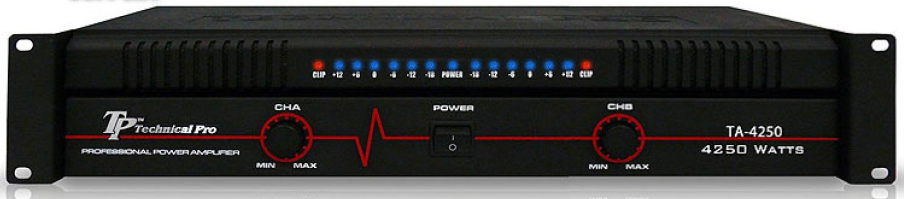 CLIP +12 +6 0 -6 -12 -18 POWER -18 -12 -6 0 +6 +12 CLIP
CHA POWER CHB
TP™ Technical Pro
TA-4250
PROFESSIONAL POWER AMPLIFIER
4250 WATTS
MIN MAX
I
O
MIN MAX